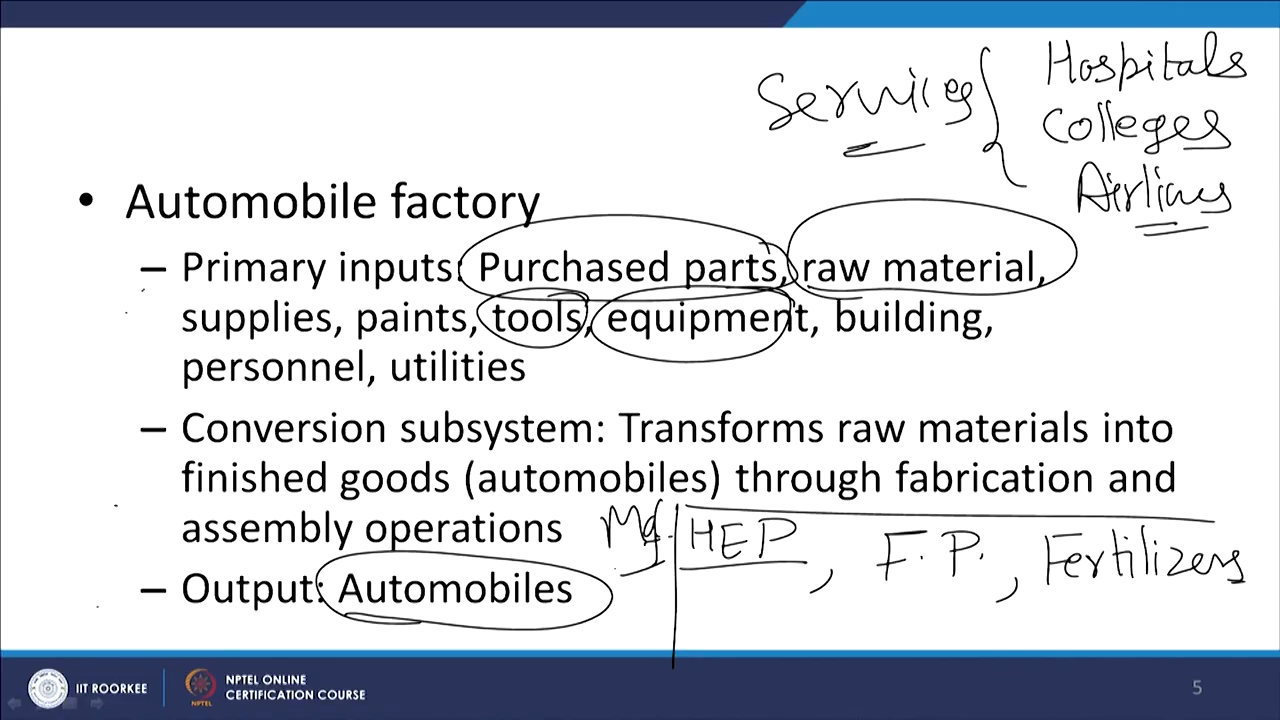 Services { Hospitals
Colleges
Airlines
• Automobile factory
– Primary inputs: Purchased parts, raw material,
supplies, paints, tools, equipment, building,
personnel, utilities
– Conversion subsystem: Transforms raw materials into
finished goods (automobiles) through fabrication and
assembly operations
Mf. | HEP, F.P., Fertilizers
– Output: Automobiles
IIT ROORKEE
NPTEL ONLINE
CERTIFICATION COURSE
NPTEL
5